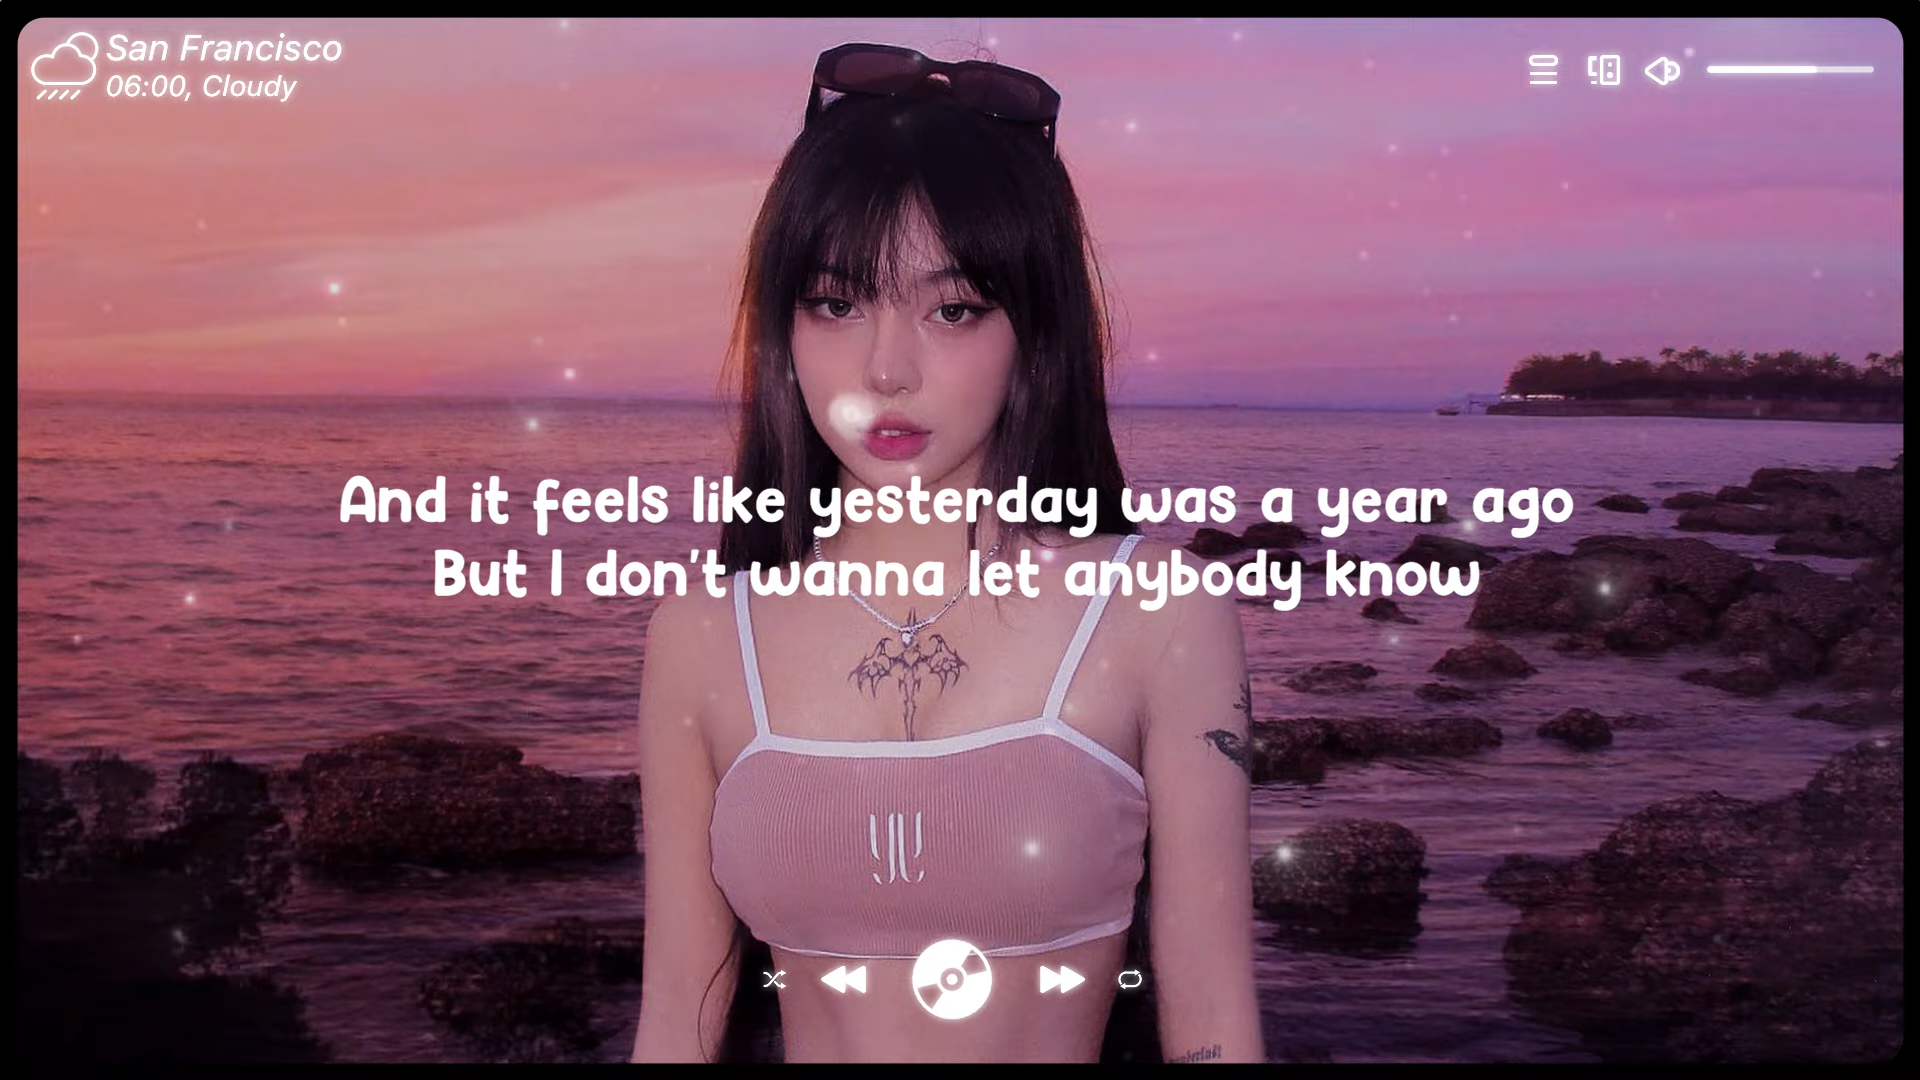 San Francisco
06:00, Cloudy
And it feels like yesterday was a year ago
But I don't wanna let anybody know